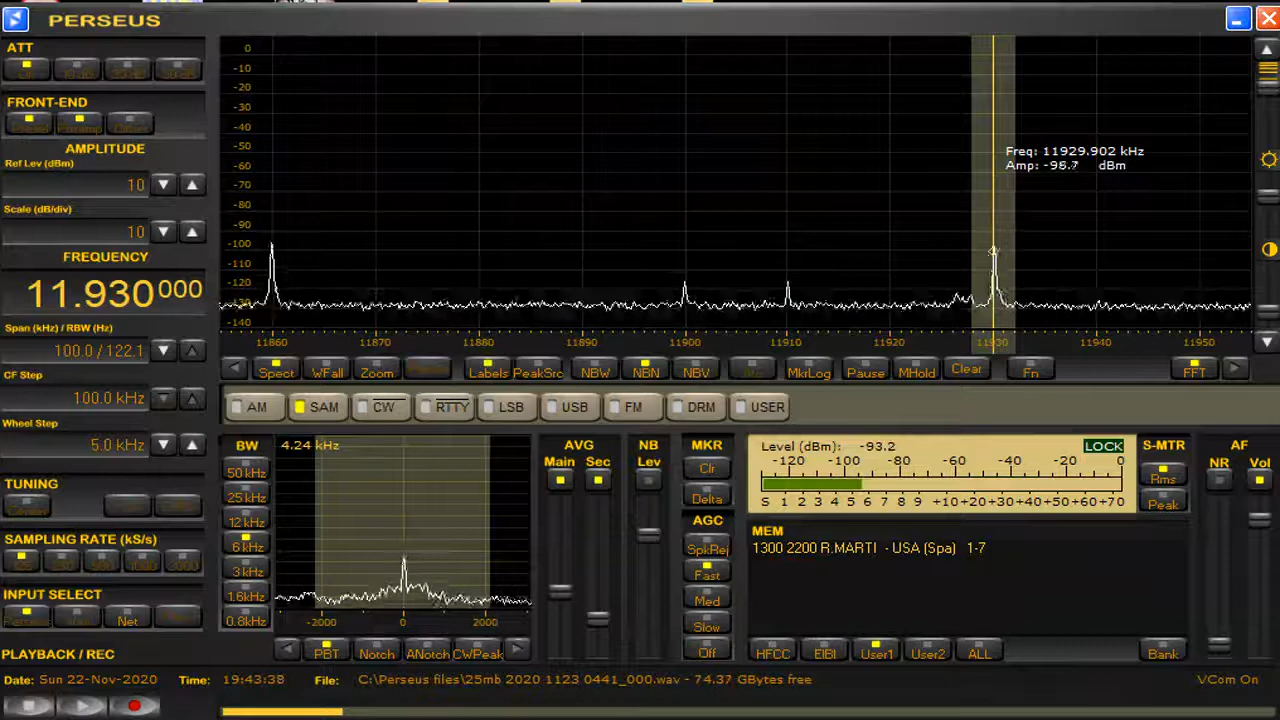 PERSEUS
ATT
FRONT-END
Presel Preamp
AMPLITUDE
Ref Lev (dBm)
10
Scale (dB/div)
10
FREQUENCY
11.930000
Span (kHz) / RBW (Hz)
100.0 / 122.1
CF Step
100.0 kHz
Wheel Step
5.0 kHz
TUNING
SAMPLING RATE (kS/s)
INPUT SELECT
Net
PLAYBACK / REC
0
-10
-20
-30
-40
-50
-60
-70
-80
-90
-100
-110
-120
-130
-140
Freq: 11929.902 kHz
Amp: -98.7 dBm
11860 11870 11880 11890 11900 11910 11920 11930 11940 11950
Spect WFall Zoom Labels PeakSrc NBW NBN NBV MkrLog Pause MHold Clear Fn FFT
AM SAM CW RTTY LSB USB FM DRM USER
BW
50 kHz
25 kHz
12 kHz
6 kHz
3 kHz
1.6kHz
0.8kHz
4.24 kHz
-2000 0 2000
PBT Notch ANotch CWPeak
AVG
Main Sec
NB
Lev
MKR
Clr
Delta
AGC
SpkRej
Fast
Med
Slow
Off
Level (dBm): -93.2 LOCK
-120 -100 -80 -60 -40 -20 0
S 1 2 3 4 5 6 7 8 9 +10+20+30+40+50+60+70
S-MTR
Rms
Peak
AF
NR Vol
MEM
1300 2200 R.MARTI - USA (Spa) 1-7
HFCC EIBI User1 User2 ALL Bank
Date: Sun 22-Nov-2020 Time: 19:43:38 File: C:\Perseus files\25mb 2020 1123 0441_000.wav - 74.37 GBytes free VCom On